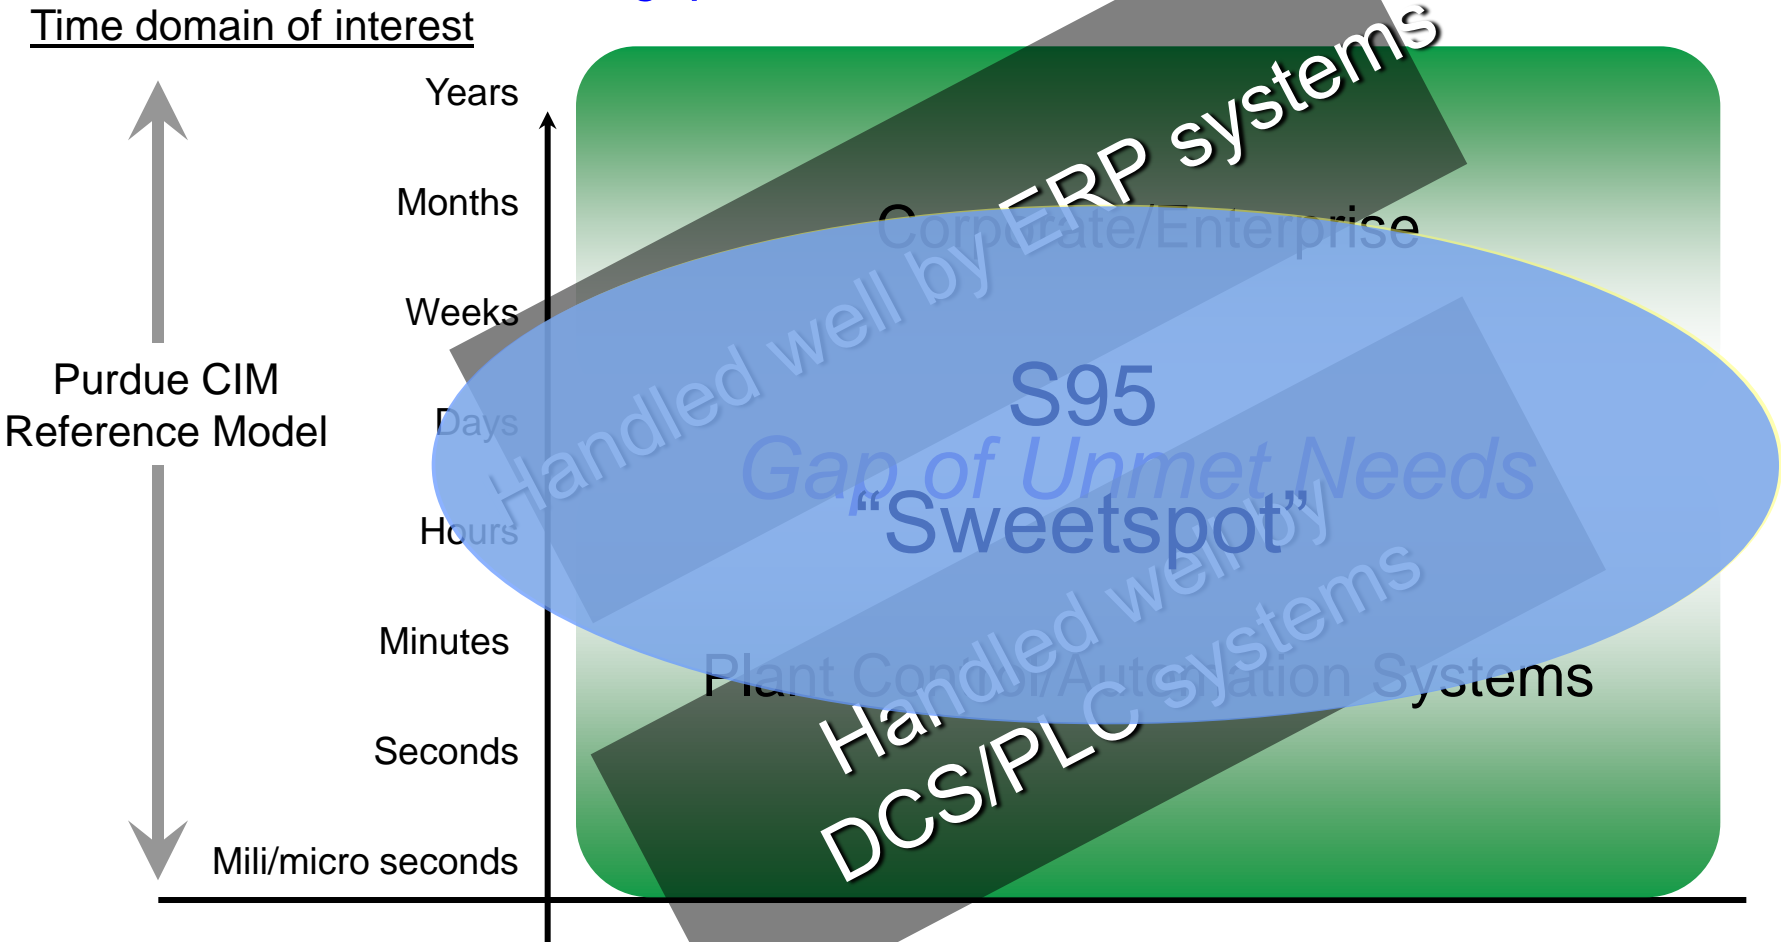 Time domain of interest
Years
Months
Weeks
Days
Hours
Minutes
Seconds
Mili/micro seconds
Purdue CIM
Reference Model
Handled well by ERP systems
Corporate/Enterprise
S95
Gap of Unmet Needs
“Sweetspot”
Handled well by
DCS/PLC systems
Plant Control/Automation Systems